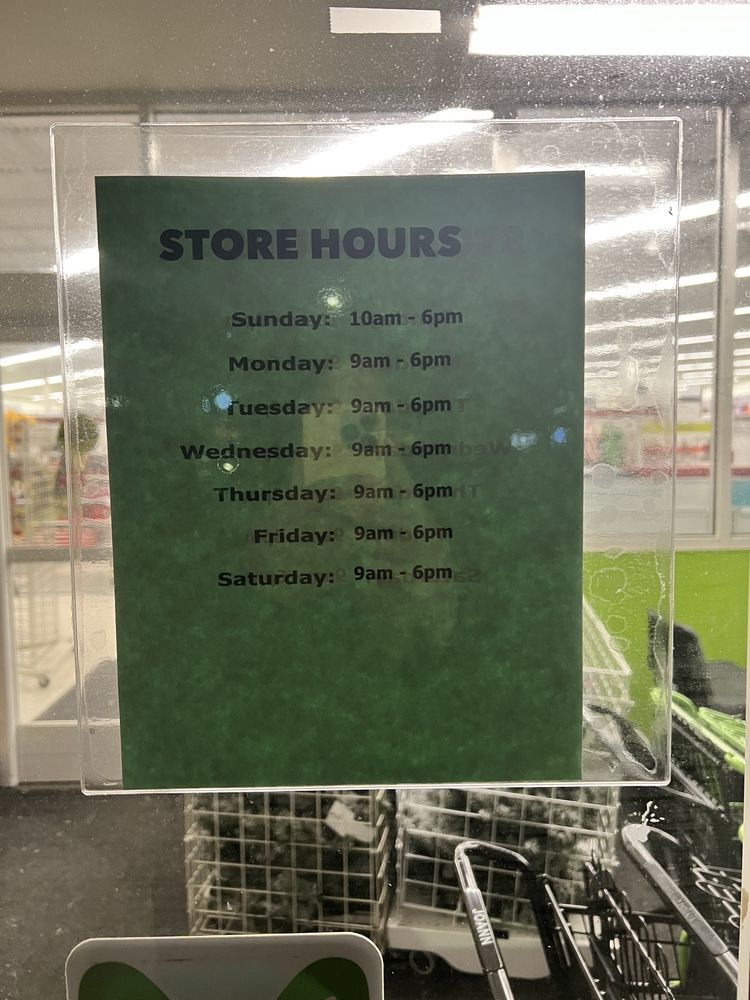 STORE HOURS
Sunday: 10am - 6pm
Monday: 9am - 6pm
Tuesday: 9am - 6pm
Wednesday: 9am - 6pm
Thursday: 9am - 6pm
Friday: 9am - 6pm
Saturday: 9am - 6pm
JOANN